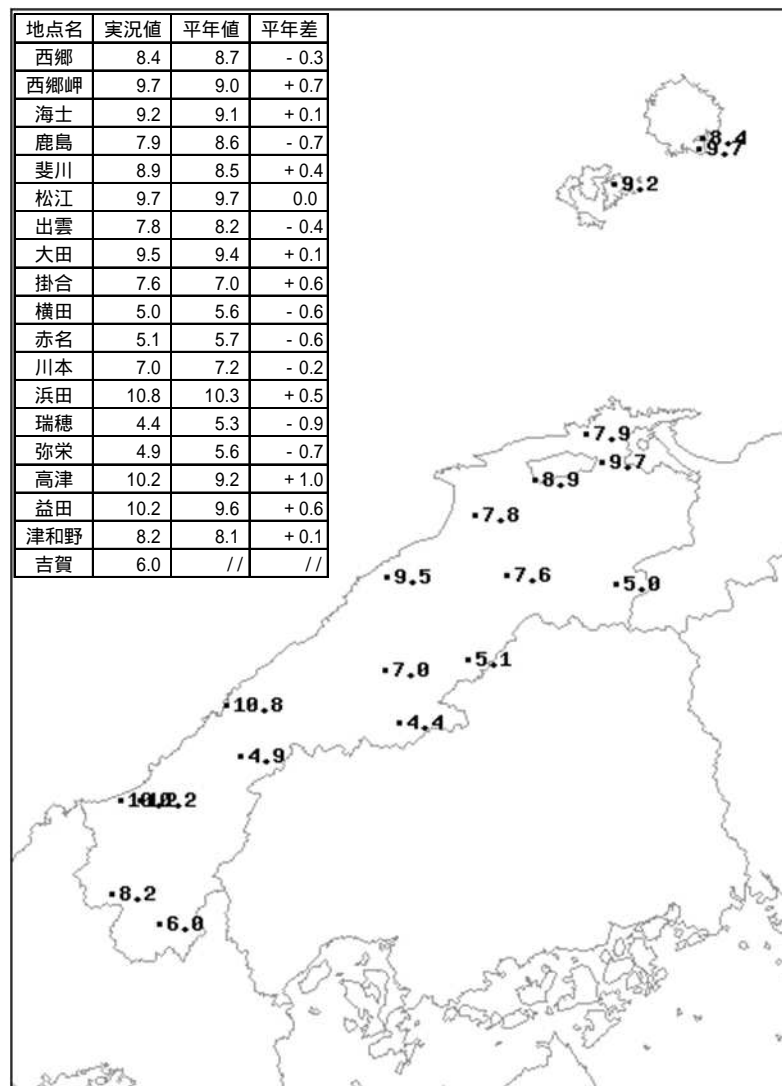 地点名 実況値 平年値 平年差
西郷 8.4 8.7 - 0.3
西郷岬 9.7 9.0 + 0.7
海士 9.2 9.1 + 0.1
鹿島 7.9 8.6 - 0.7
斐川 8.9 8.5 + 0.4
松江 9.7 9.7 0.0
出雲 7.8 8.2 - 0.4
大田 9.5 9.4 + 0.1
掛合 7.6 7.0 + 0.6
横田 5.0 5.6 - 0.6
赤名 5.1 5.7 - 0.6
川本 7.0 7.2 - 0.2
浜田 10.8 10.3 + 0.5
瑞穂 4.4 5.3 - 0.9
弥栄 4.9 5.6 - 0.7
高津 10.2 9.2 + 1.0
益田 10.2 9.6 + 0.6
津和野 8.2 8.1 + 0.1
吉賀 6.0 // //
8.4
9.7
9.2
7.9
9.7
8.9
7.8
9.5
7.6
5.0
5.1
7.0
10.8
4.4
4.9
10.2
10.2
8.2
6.0